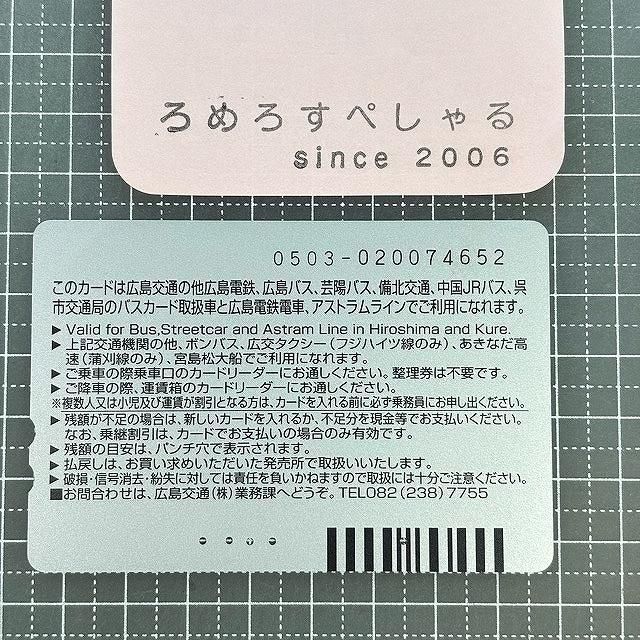 ろめろすぺしゃる
since 2006
0503-020074652
このカードは広島交通の他広島電鉄、広島バス、芸陽バス、備北交通、中国JRバス、呉
市交通局のバスカード取扱車と広島電鉄電車、アストラムラインでご利用になれます。
▶ Valid for Bus,Streetcar and Astram Line in Hiroshima and Kure.
▶ 上記交通機関の他、ボンバス、広交タクシー(フジハイツ線のみ)、あきなだ高
速(蒲刈線のみ)、宮島松大船でご利用になれます。
▶ ご乗車の際乗車口のカードリーダーにお通しください。整理券は不要です。
▶ ご降車の際、運賃箱のカードリーダーにお通しください。
※複数人又は小児及び運賃が割引となる方は、カードを入れる前に必ず乗務員にお申し出ください。
▶ 残額が不足の場合は、新しいカードを入れるか、不足分を現金等でお支払いください。
なお、乗継割引は、カードでお支払いの場合のみ有効です。
▶ 残額の目安は、パンチ穴で表示されます。
▶ 払戻しは、お買い求めいただいた発売所で取扱いいたします。
▶ 破損・信号消去・紛失に対しては責任を負いかねますので取扱には十分ご注意ください。
■お問合わせは、広島交通(株)業務課へどうぞ。TEL082(238)7755